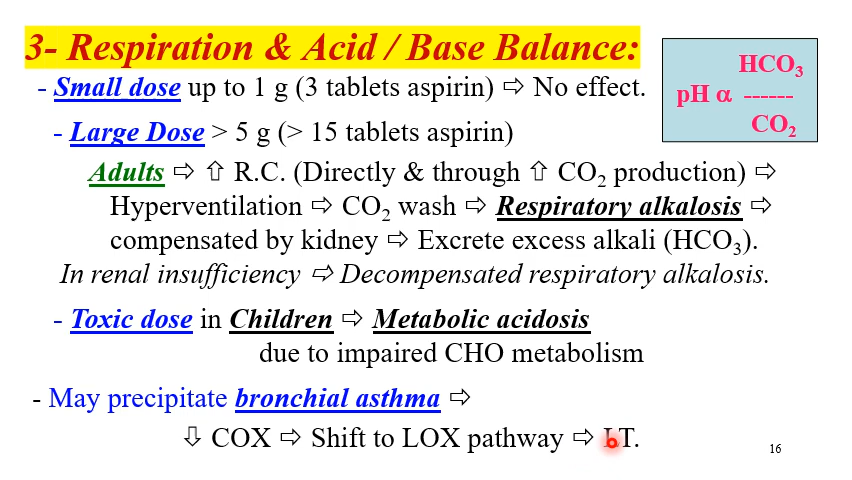 3- Respiration & Acid / Base Balance:
- Small dose up to 1 g (3 tablets aspirin) ⇨ No effect.
HCO₃
pH α ------
CO₂
- Large Dose > 5 g (> 15 tablets aspirin)
Adults ⇨ ⇧ R.C. (Directly & through ⇧ CO₂ production) ⇨
Hyperventilation ⇨ CO₂ wash ⇨ Respiratory alkalosis ⇨
compensated by kidney ⇨ Excrete excess alkali (HCO₃).
In renal insufficiency ⇨ Decompensated respiratory alkalosis.
- Toxic dose in Children ⇨ Metabolic acidosis
due to impaired CHO metabolism
- May precipitate bronchial asthma ⇨
⇩ COX ⇨ Shift to LOX pathway ⇨ LT.
16